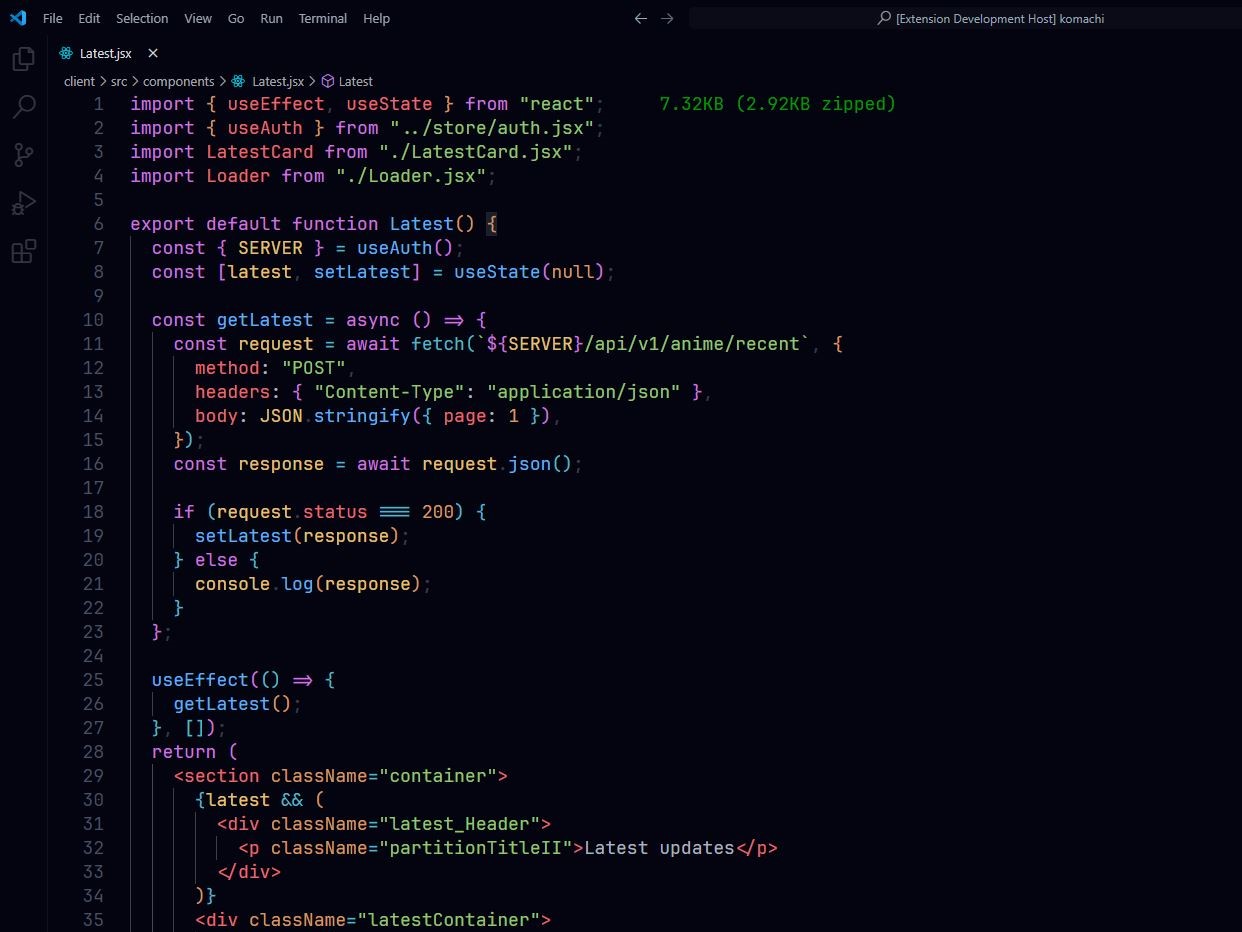 File Edit Selection View Go Run Terminal Help
[Extension Development Host] komachi
Latest.jsx
client > src > components > Latest.jsx > Latest
1 import { useEffect, useState } from "react"; 7.32KB (2.92KB zipped)
2 import { useAuth } from "../store/auth.jsx";
3 import LatestCard from "./LatestCard.jsx";
4 import Loader from "./Loader.jsx";
5
6 export default function Latest() {
7 const { SERVER } = useAuth();
8 const [latest, setLatest] = useState(null);
9
10 const getLatest = async () => {
11 const request = await fetch(`${SERVER}/api/v1/anime/recent`, {
12 method: "POST",
13 headers: { "Content-Type": "application/json" },
14 body: JSON.stringify({ page: 1 }),
15 });
16 const response = await request.json();
17
18 if (request.status === 200) {
19 setLatest(response);
20 } else {
21 console.log(response);
22 }
23 };
24
25 useEffect(() => {
26 getLatest();
27 }, []);
28 return (
29 <section className="container">
30 {latest && (
31 <div className="latest_Header">
32 <p className="partitionTitleII">Latest updates</p>
33 </div>
34 )}
35 <div className="latestContainer">